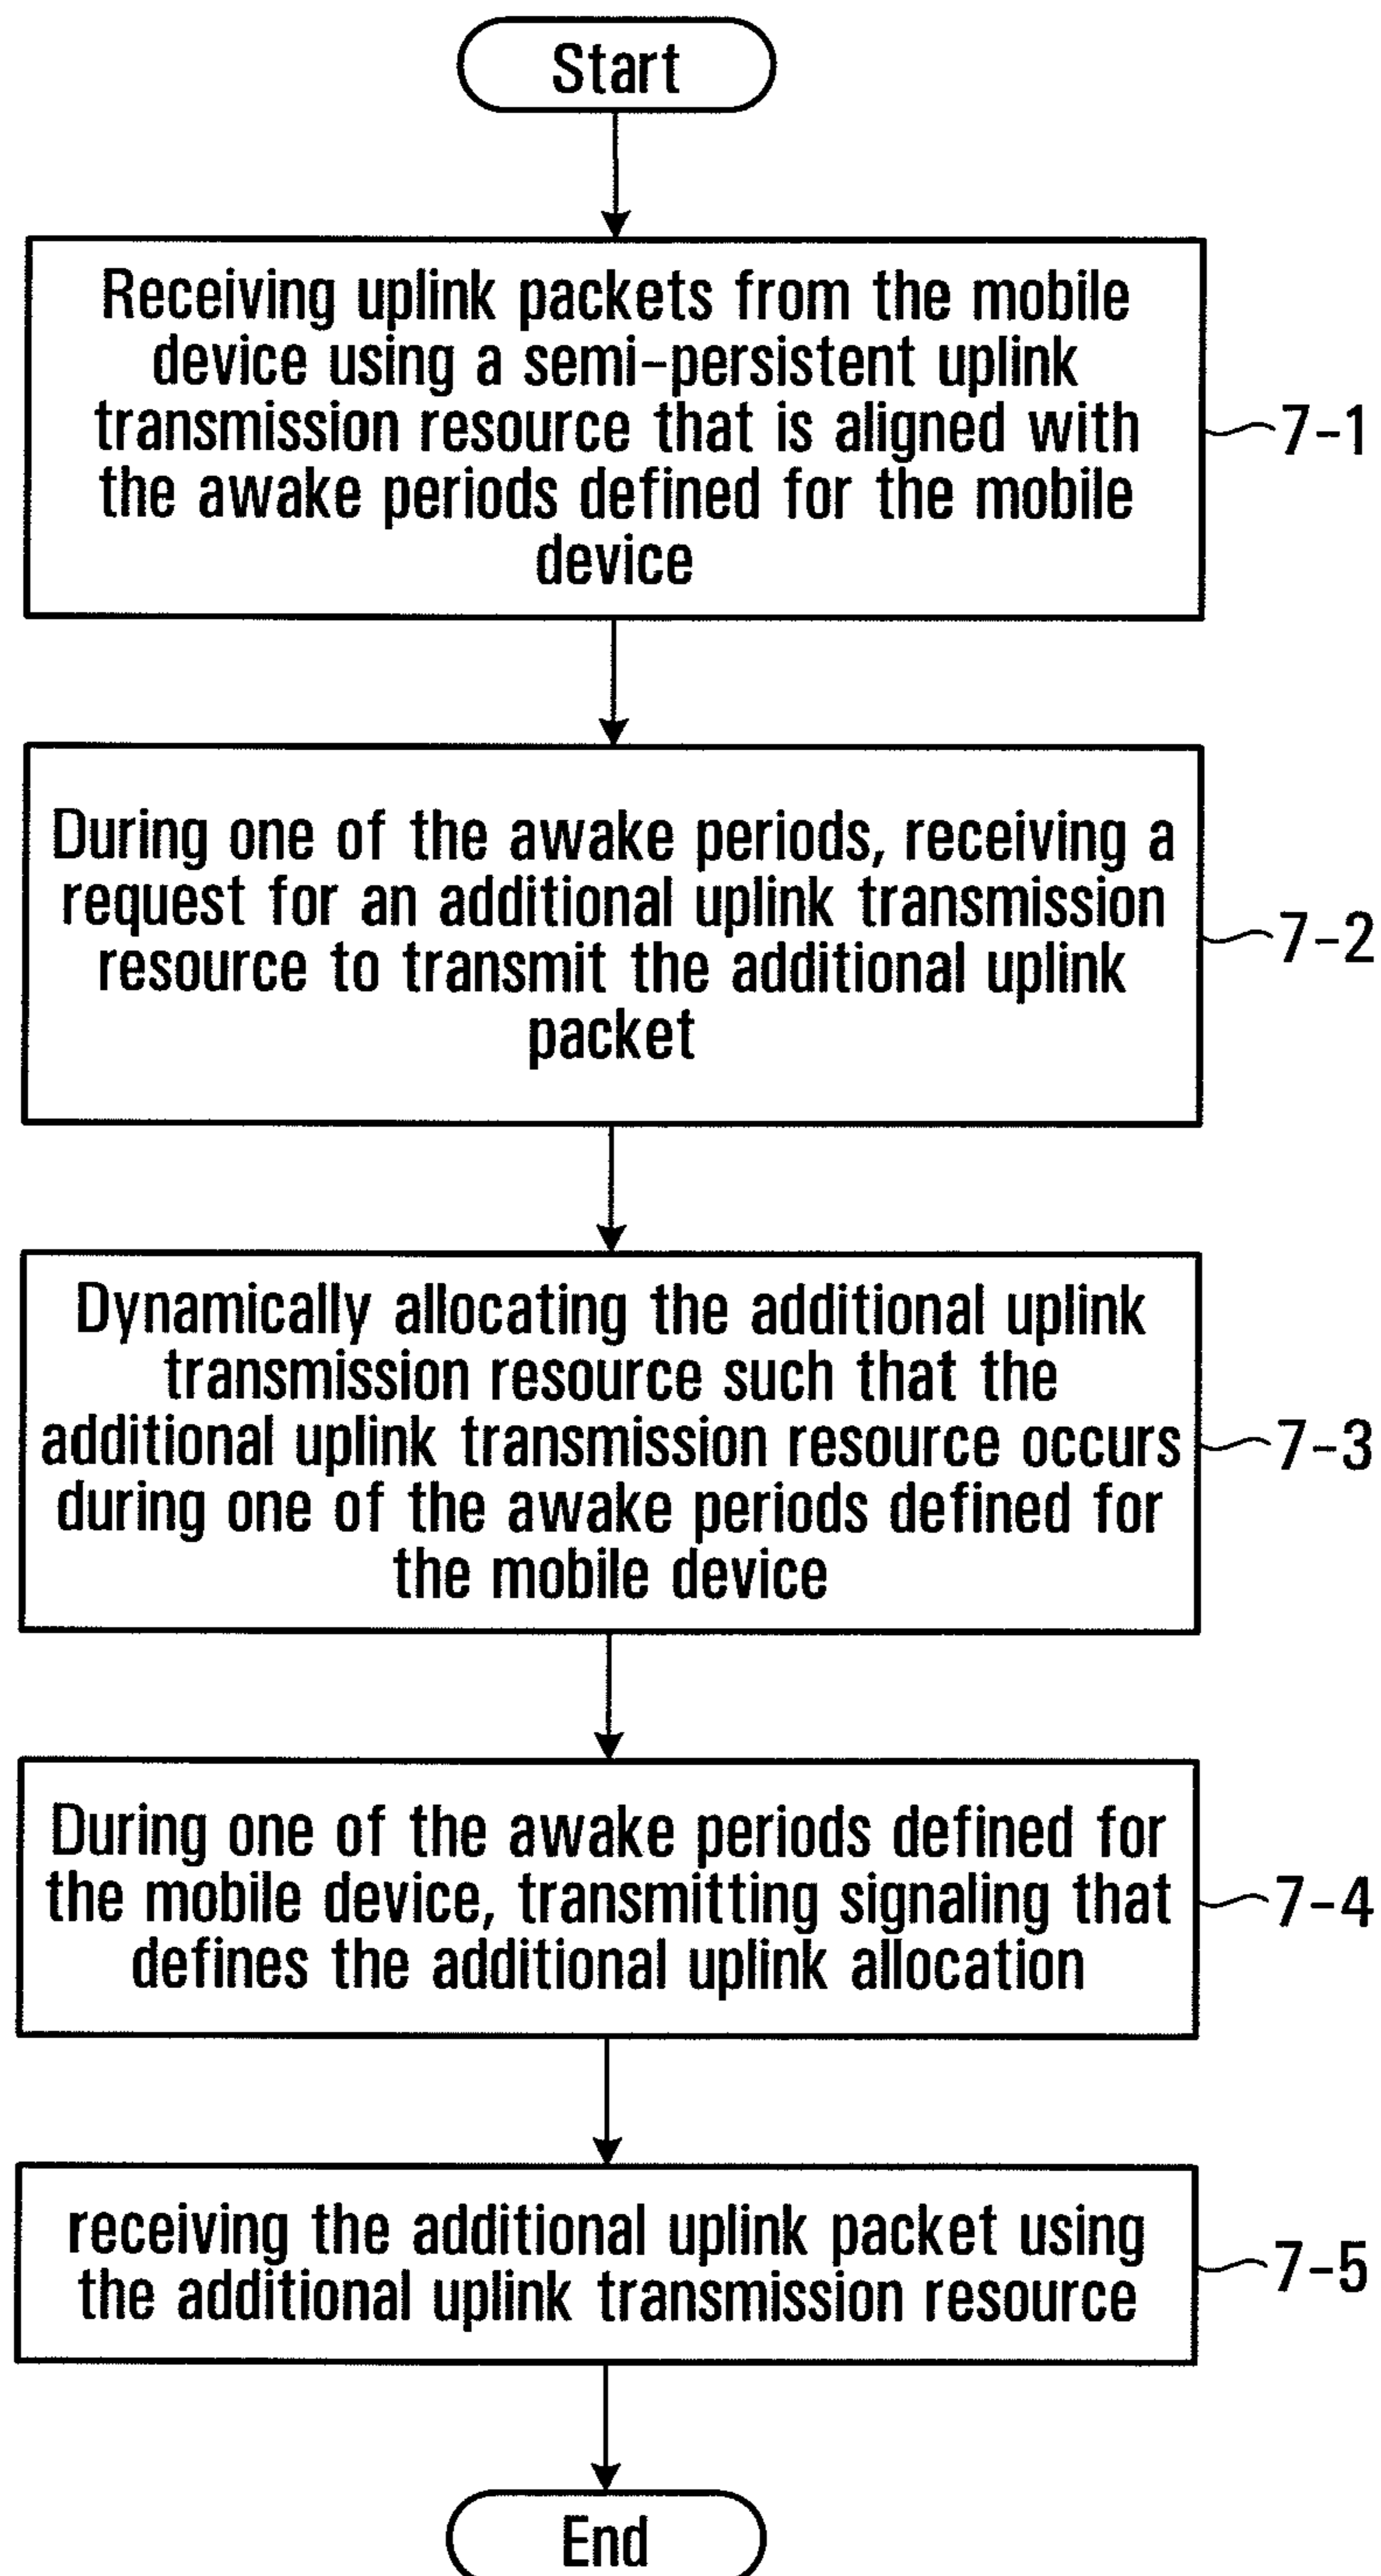 Start
Receiving uplink packets from the mobile
device using a semi-persistent uplink
transmission resource that is aligned with
the awake periods defined for the mobile
device
7-1
During one of the awake periods, receiving a
request for an additional uplink transmission
resource to transmit the additional uplink
packet
7-2
Dynamically allocating the additional uplink
transmission resource such that the
additional uplink transmission resource occurs
during one of the awake periods defined for
the mobile device
7-3
During one of the awake periods defined for
the mobile device, transmitting signaling that
defines the additional uplink allocation
7-4
receiving the additional uplink packet using
the additional uplink transmission resource
7-5
End